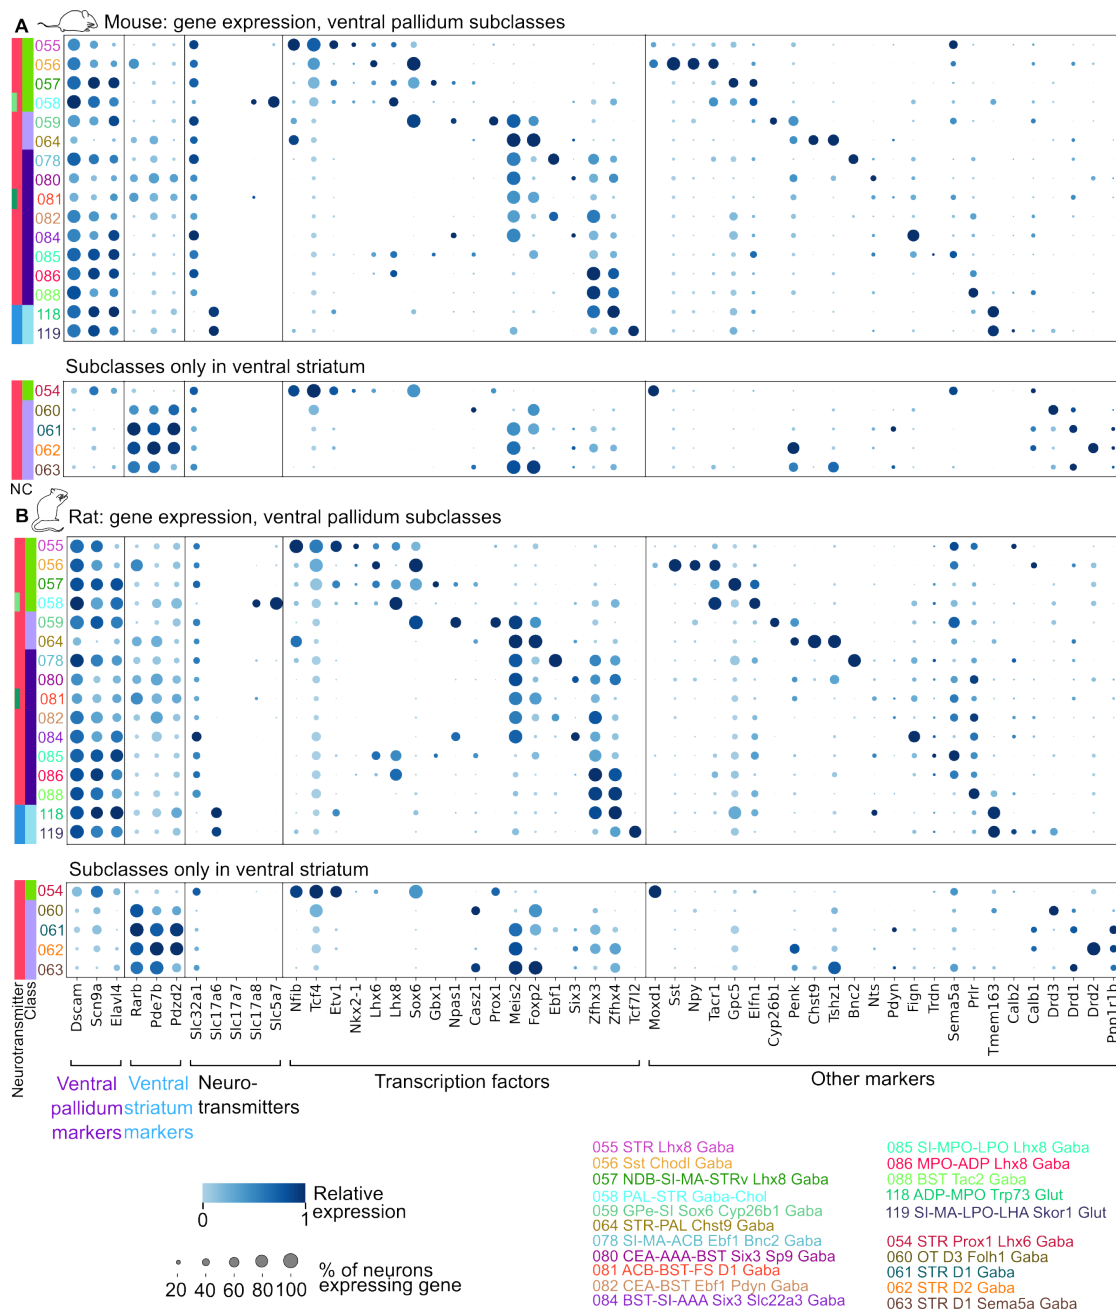 A Mouse: gene expression, ventral pallidum subclasses
055
056
057
058
059
064
078
080
081
082
084
085
086
088
118
119
Subclasses only in ventral striatum
054
060
061
062
063
NC
B Rat: gene expression, ventral pallidum subclasses
055
056
057
058
059
064
078
080
081
082
084
085
086
088
118
119
Subclasses only in ventral striatum
054
060
061
062
063
Neurotransmitter
Class
Dscam
Scn9a
Elavl4
Rarb
Pde7b
Pdzd2
Slc32a1
Slc17a6
Slc17a7
Slc17a8
Slc5a7
Nfib
Tcf4
Etv1
Nkx2-1
Lhx6
Lhx8
Sox6
Gbx1
Npas1
Casz1
Prox1
Meis2
Foxp2
Ebf1
Six3
Zfhx3
Zfhx4
Tcf7l2
Moxd1
Sst
Npy
Tacr1
Gpc5
Elfn1
Cyp26b1
Penk
Chst9
Tshz1
Bnc2
Nts
Pdyn
Fign
Trdn
Sema5a
Prlr
Tmem163
Calb2
Calb1
Drd3
Drd1
Drd2
Ppp1r1b
Ventral pallidum markers
Ventral striatum markers
Neuro-transmitters
Transcription factors
Other markers
0 1
Relative expression
20 40 60 80 100
% of neurons expressing gene
055 STR Lhx8 Gaba
056 Sst Chodl Gaba
057 NDB-SI-MA-STRv Lhx8 Gaba
058 PAL-STR Gaba-Chol
059 GPe-SI Sox6 Cyp26b1 Gaba
064 STR-PAL Chst9 Gaba
078 SI-MA-ACB Ebf1 Bnc2 Gaba
080 CEA-AAA-BST Six3 Sp9 Gaba
081 ACB-BST-FS D1 Gaba
082 CEA-BST Ebf1 Pdyn Gaba
084 BST-SI-AAA Six3 Slc22a3 Gaba
085 SI-MPO-LPO Lhx8 Gaba
086 MPO-ADP Lhx8 Gaba
088 BST Tac2 Gaba
118 ADP-MPO Trp73 Glut
119 SI-MA-LPO-LHA Skor1 Glut
054 STR Prox1 Lhx6 Gaba
060 OT D3 Folh1 Gaba
061 STR D1 Gaba
062 STR D2 Gaba
063 STR D1 Sema5a Gaba